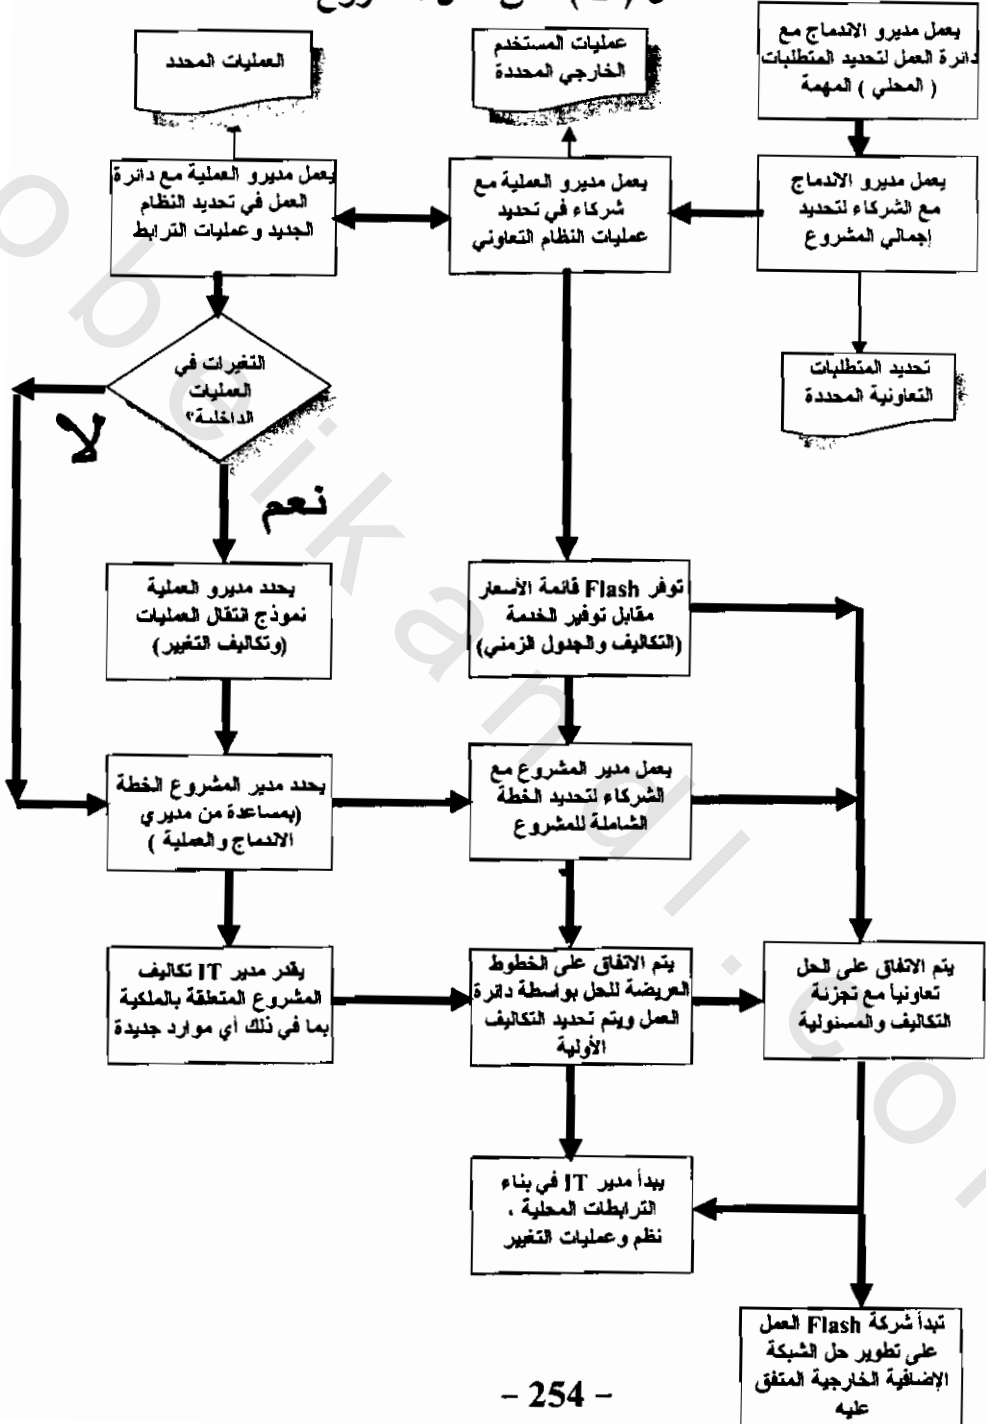 يعمل مديرو الاندماج مع
دائرة العمل لتحديد المتطلبات
( المحلي ) المهمة
عمليات المستخدم
الخارجي المحددة
العمليات المحدد
يعمل مديرو الاندماج
مع الشركاء لتحديد
إجمالي المشروع
يعمل مديرو العملية مع
شركاء في تحديد
عمليات النظام التعاوني
يعمل مديرو العملية مع دائرة
العمل في تحديد النظام
الجديد وعمليات الترابط
تحديد المتطلبات
التعاونية المحددة
التغيرات في
العمليات
الداخلية؟
لا
نعم
توفر Flash قائمة الأسعار
مقابل توفير الخدمة
(التكاليف والجدول الزمني)
يحدد مديرو العملية
نموذج انتقال العمليات
(وتكاليف التغيير)
يعمل مدير المشروع مع
الشركاء لتحديد الخطة
الشاملة للمشروع
يحدد مدير المشروع الخطة
(بمساعدة من مديري
الاندماج والعملية )
يتم الاتفاق على الحل
تعاونياً مع تجزئة
التكاليف والمسئولية
يتم الاتفاق على الخطوط
العريضة للحل بواسطة دائرة
العمل ويتم تحديد التكاليف
الأولية
يقدر مدير IT تكاليف
المشروع المتعلقة بالملكية
بما في ذلك أي موارد جديدة
يبدأ مدير IT في بناء
الترابطات المحلية ،
نظم وعمليات التغيير
تبدأ شركة Flash العمل
على تطوير حل الشبكة
الإضافية الخارجية المتفق
عليه
- 254 -
obeikandl.com